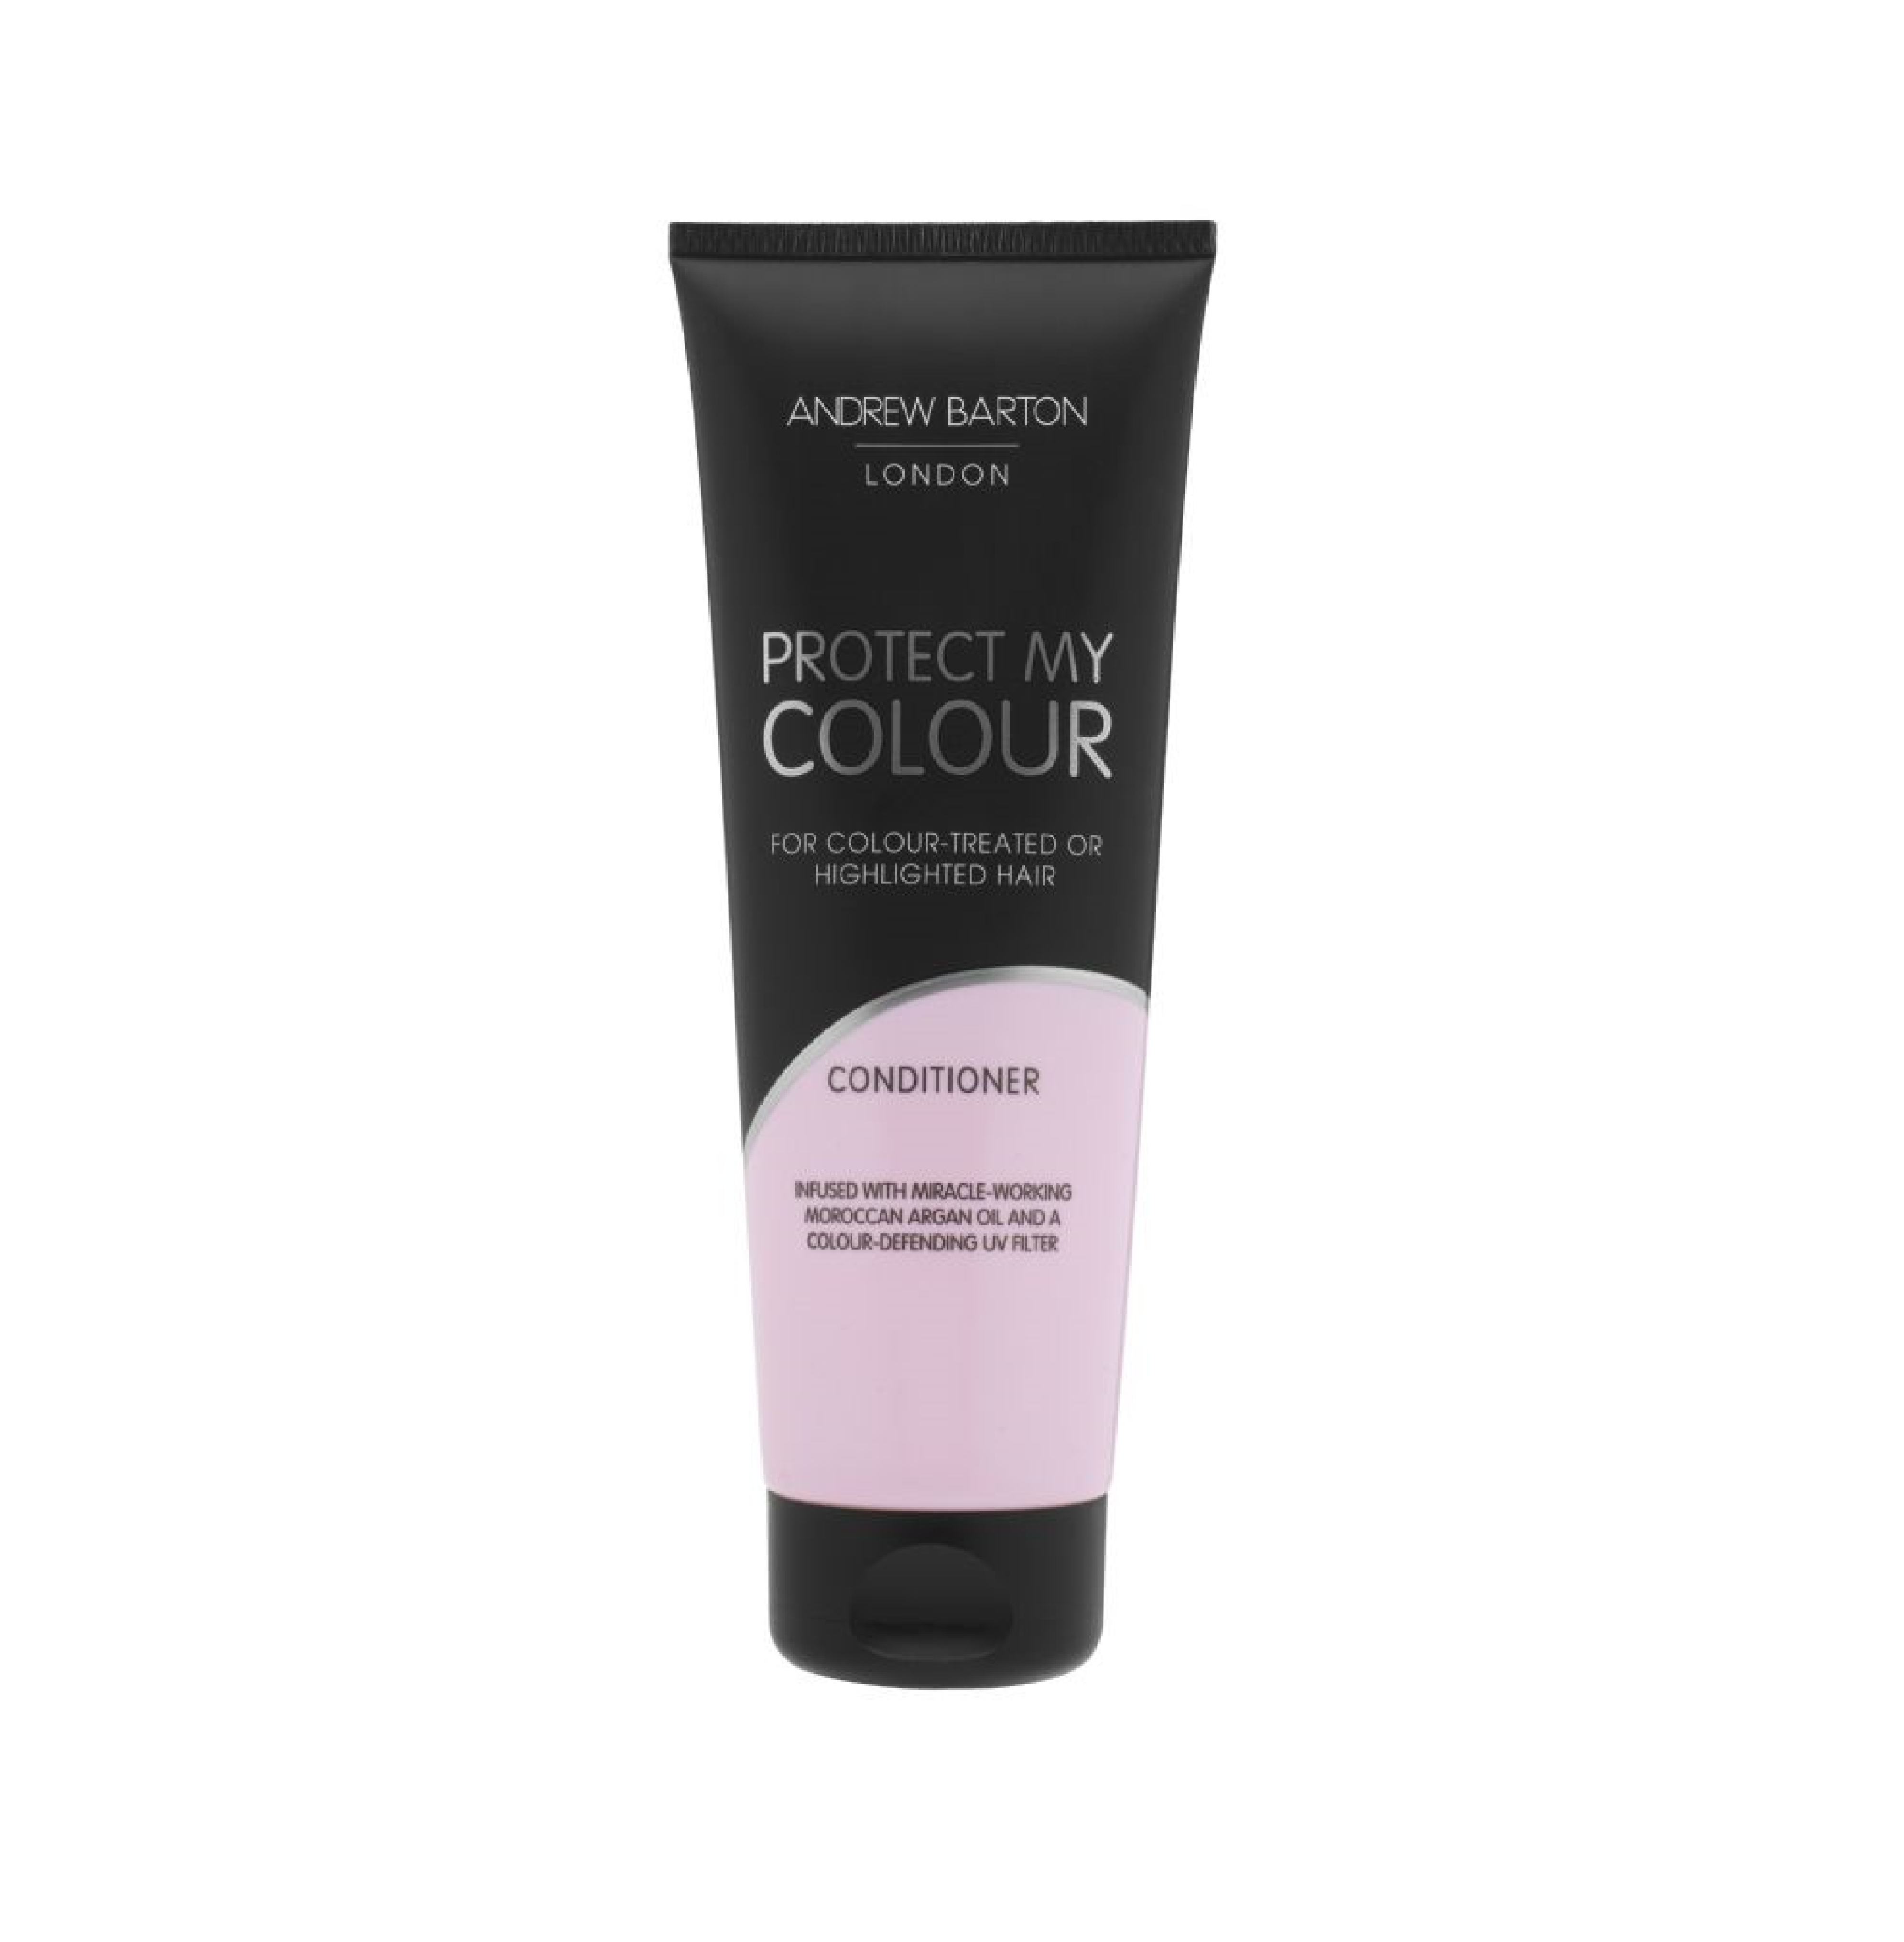 ANDREW BARTON
LONDON
PROTECT MY
COLOUR
FOR COLOUR-TREATED OR
HIGHLIGHTED HAIR
CONDITIONER
INFUSED WITH MIRACLE-WORKING
MOROCCAN ARGAN OIL AND A
COLOUR-DEFENDING UV FILTER